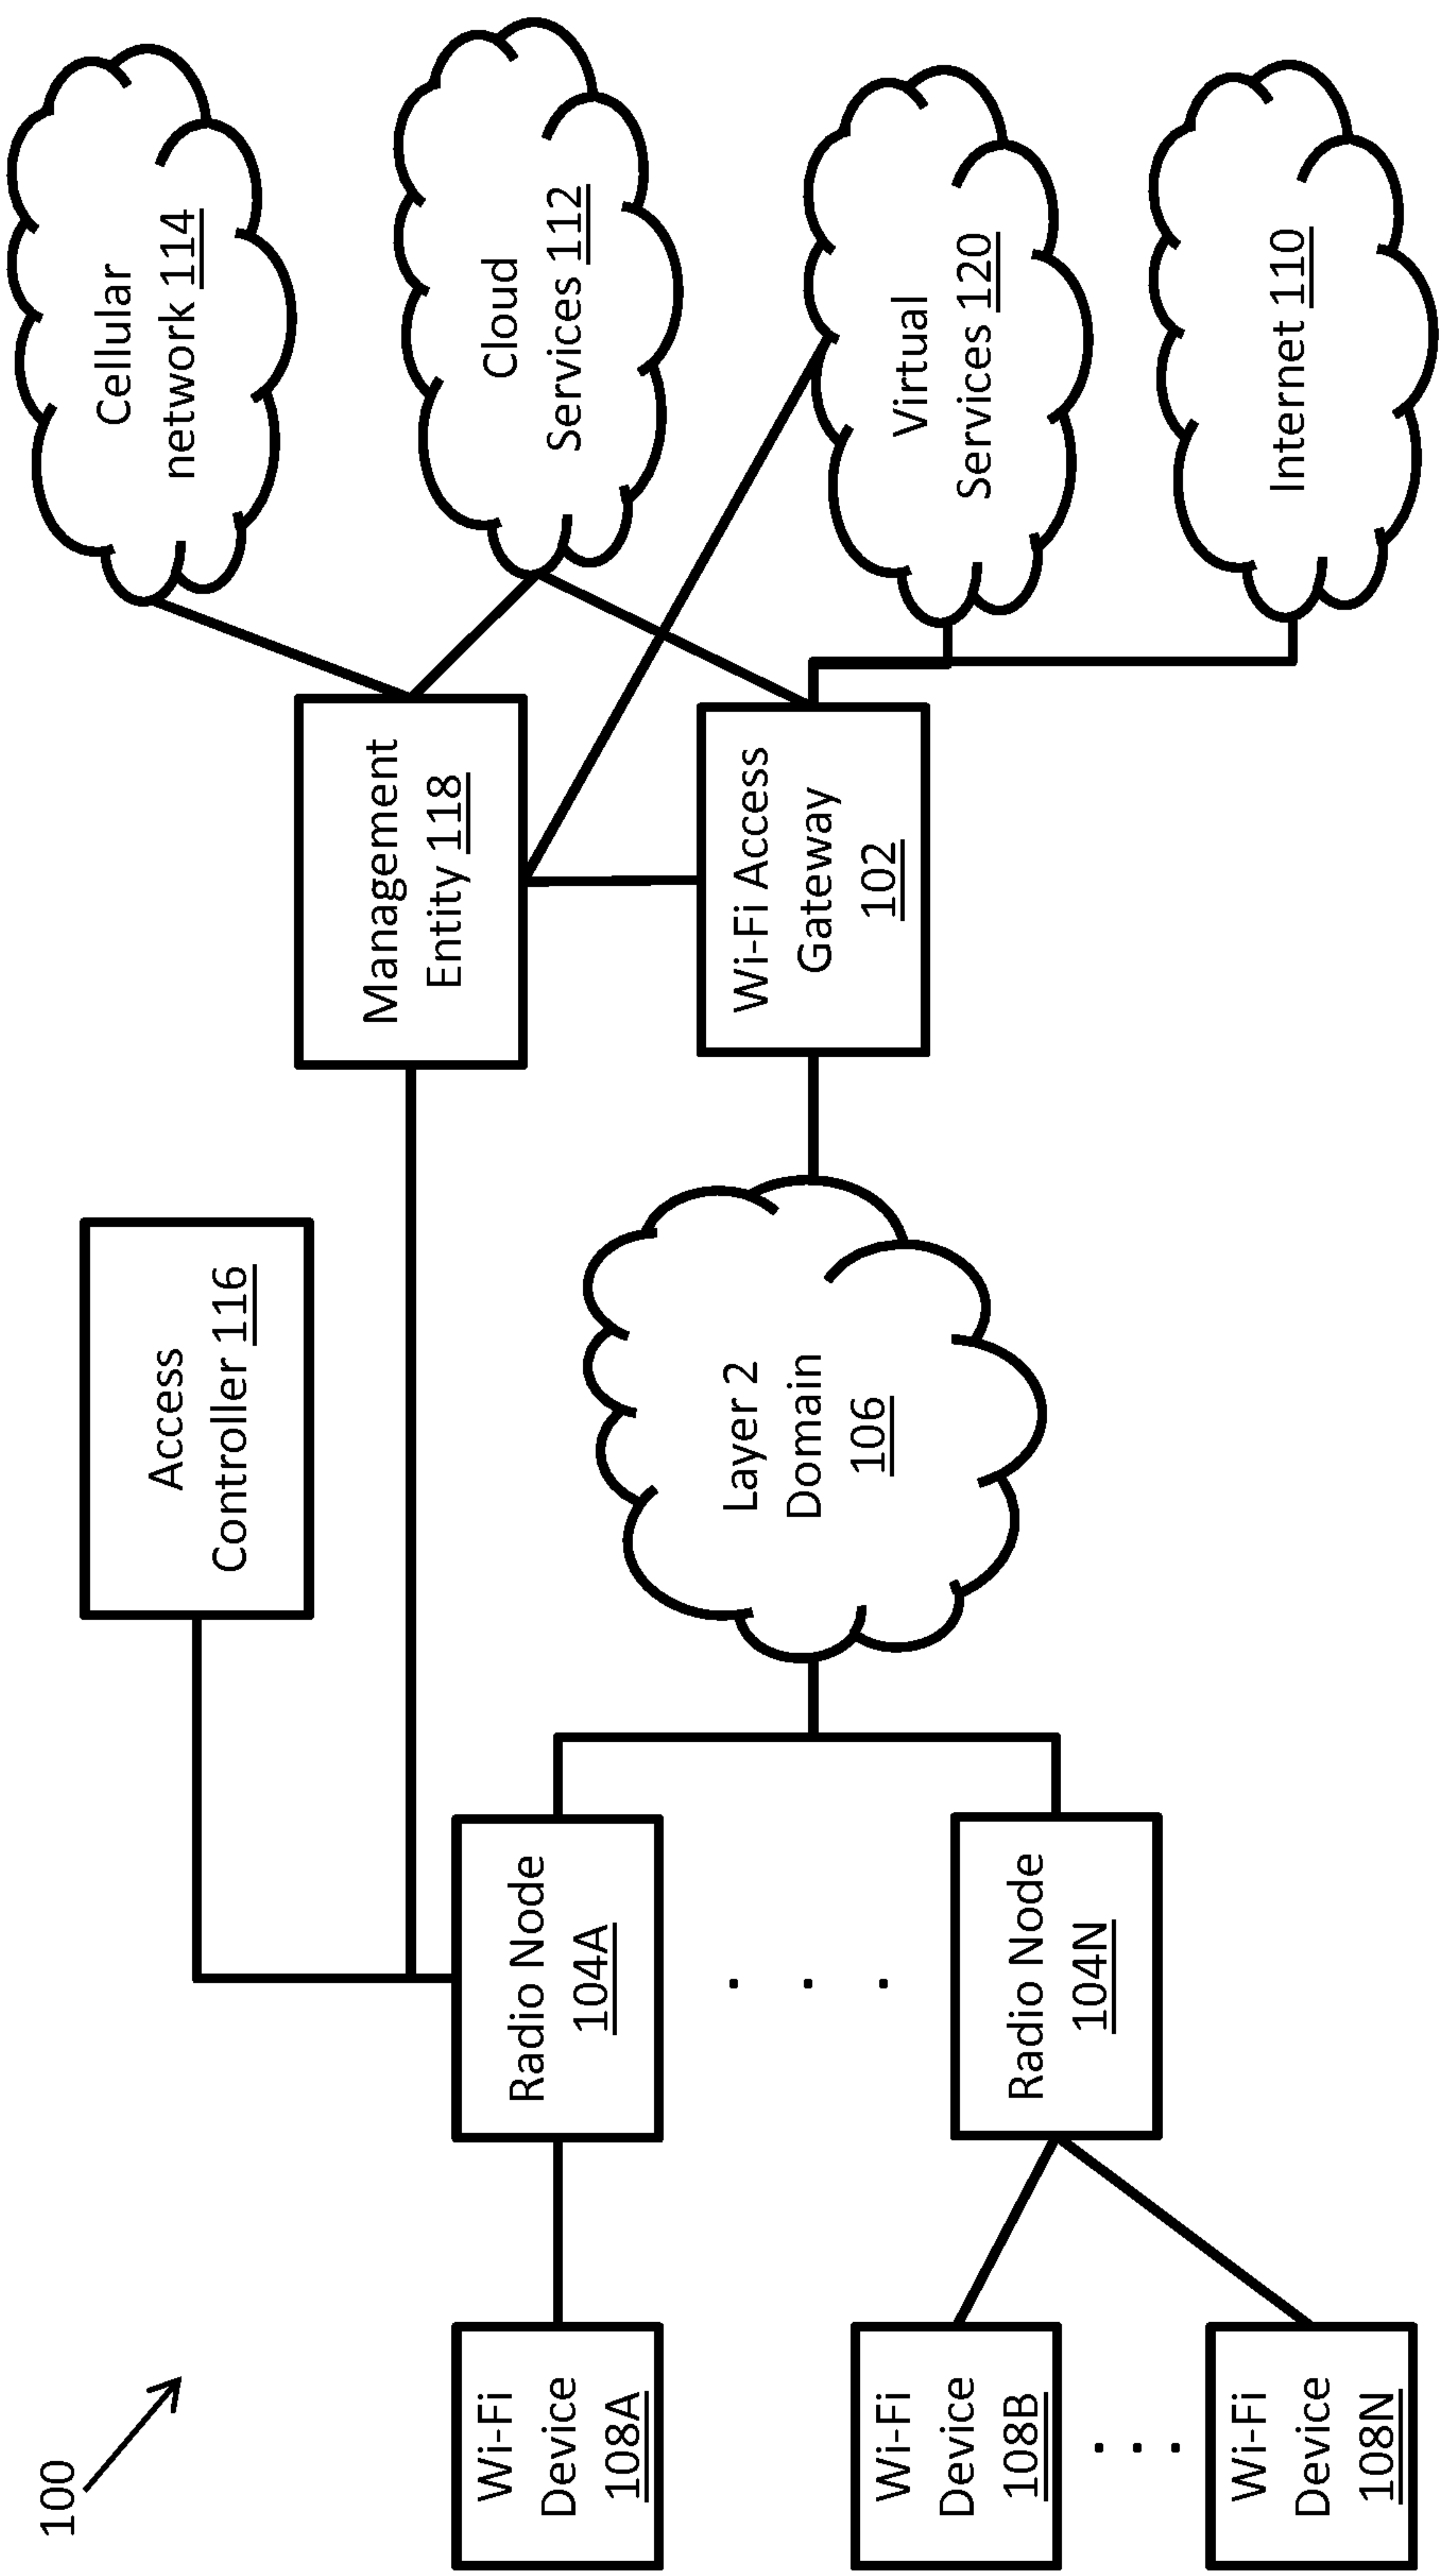 100
Access
Controller 116
Cellular
network 114
Management
Entity 118
Cloud
Services 112
Wi-Fi
Device
108A
Radio Node
104A
Layer 2
Domain
106
Wi-Fi Access
Gateway
102
Virtual
Services 120
Wi-Fi
Device
108B
Radio Node
104N
Internet 110
Wi-Fi
Device
108N